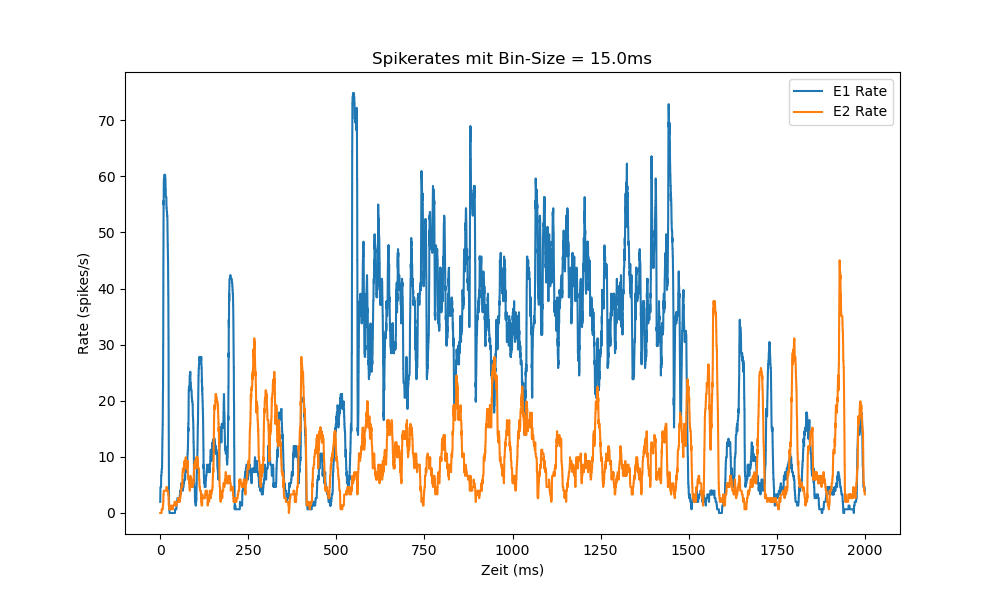 Spikerates mit Bin-Size = 15.0ms
E1 Rate
E2 Rate
Rate (spikes/s)
70
60
50
40
30
20
10
0
0 250 500 750 1000 1250 1500 1750 2000
Zeit (ms)